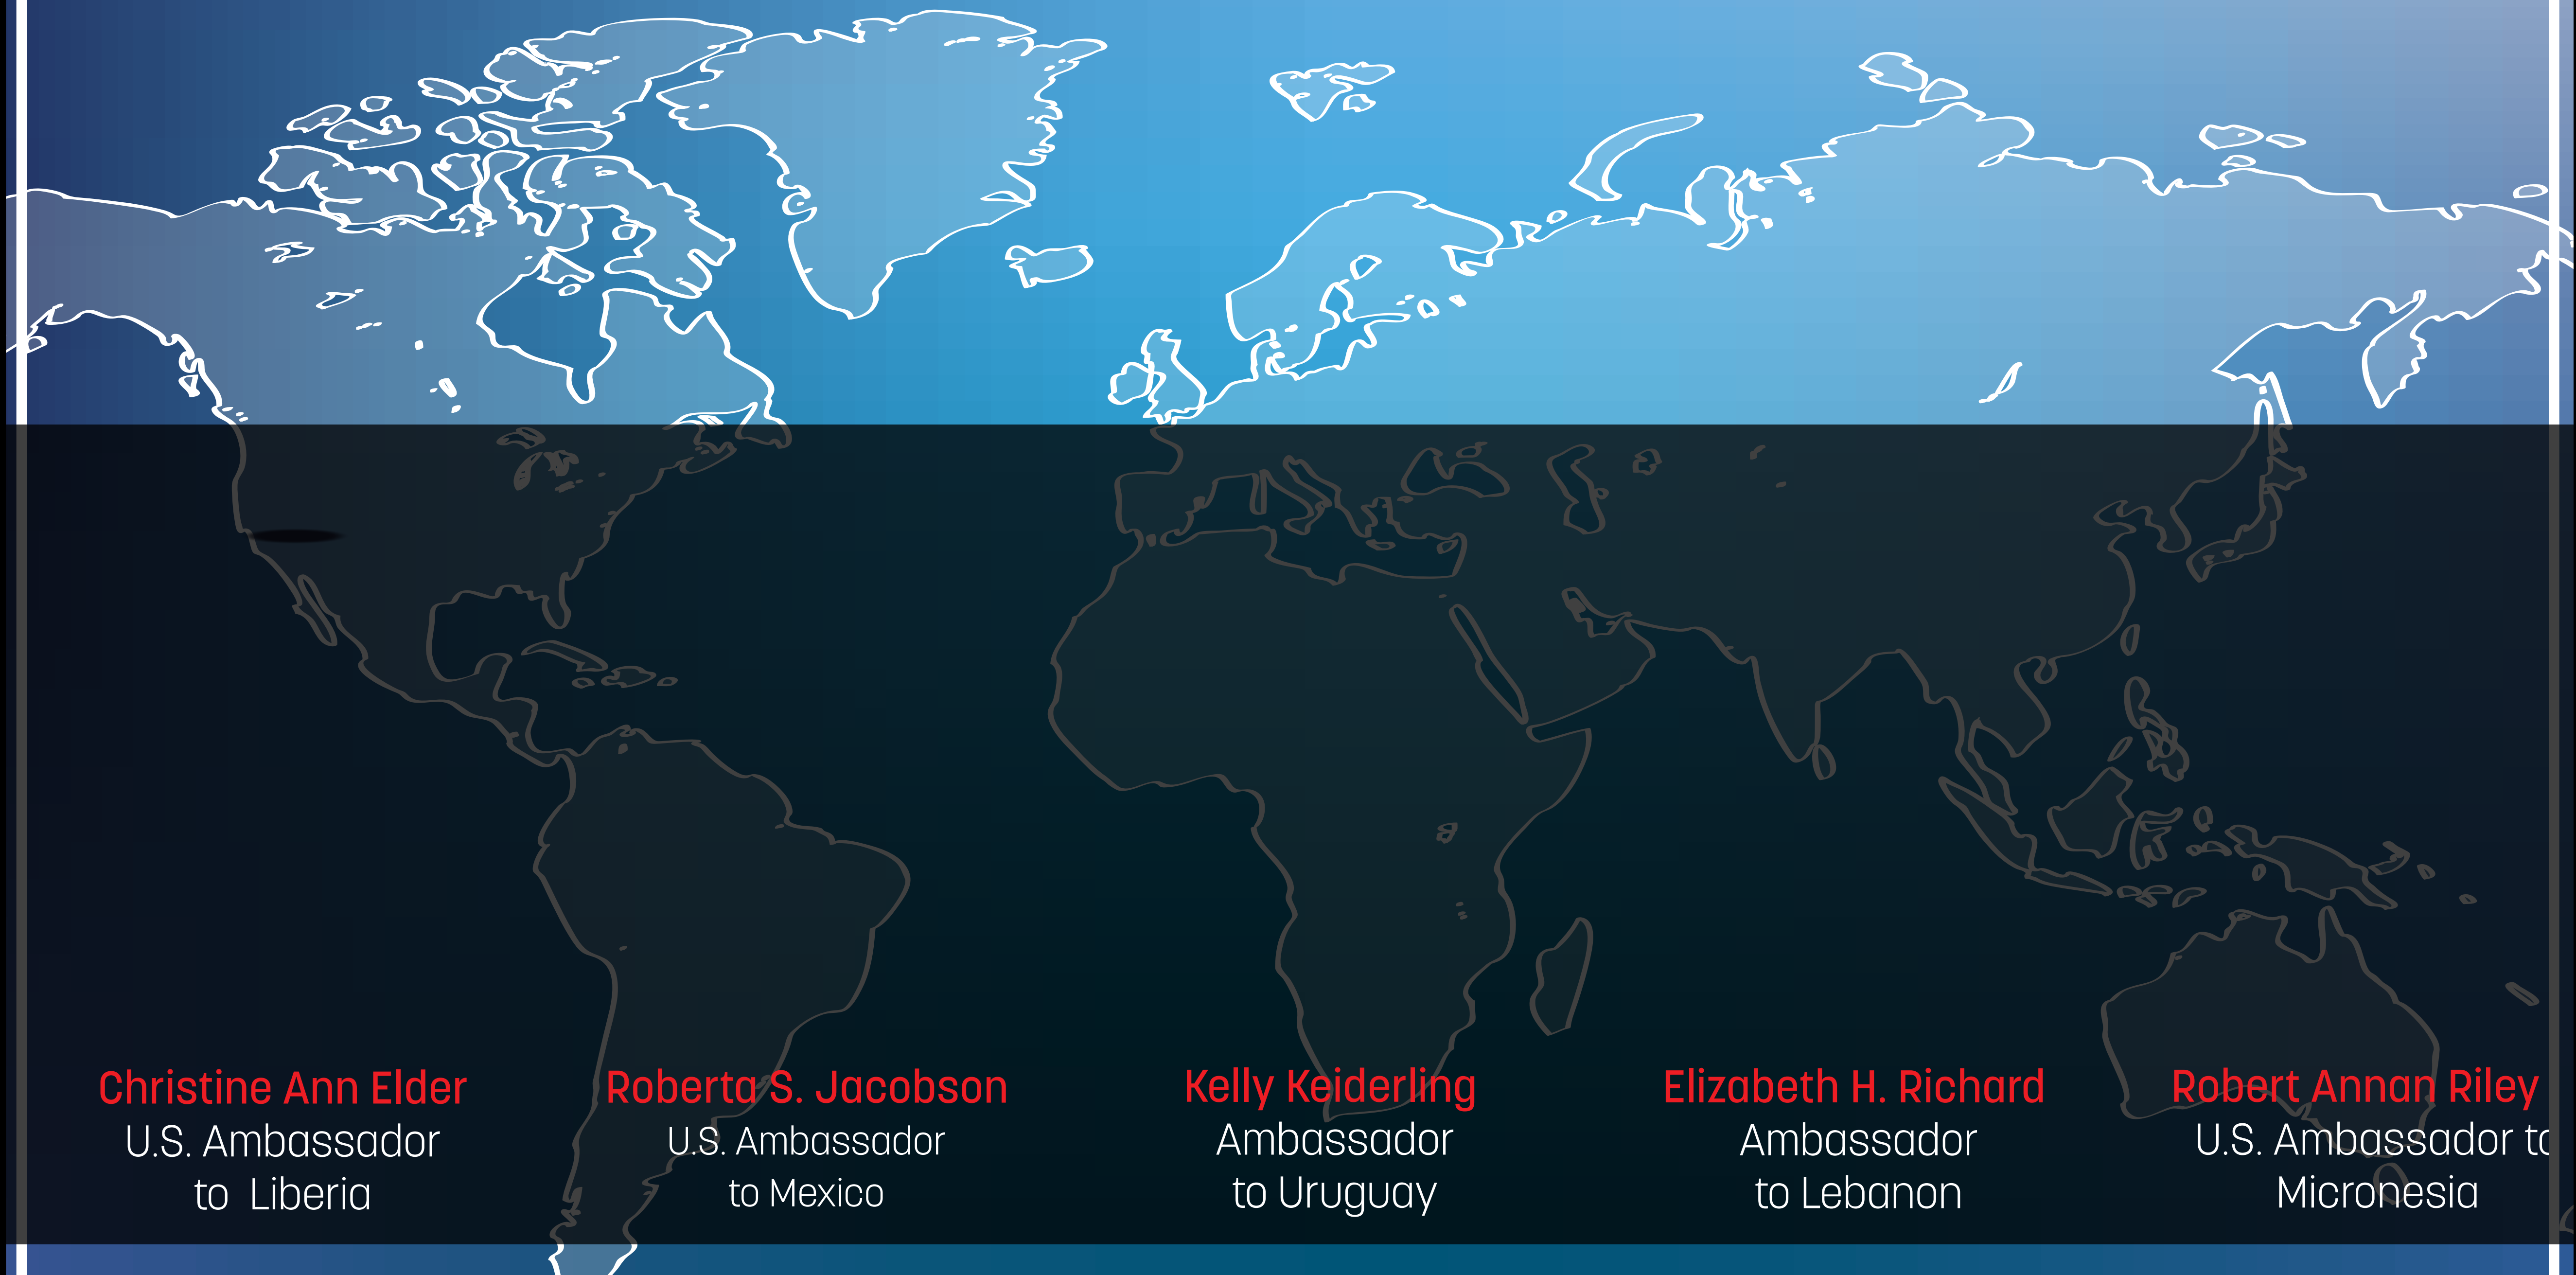 Christine Ann Elder
U.S. Ambassador
to Liberia
Roberta S. Jacobson
U.S. Ambassador
to Mexico
Kelly Keiderling
Ambassador
to Uruguay
Elizabeth H. Richard
Ambassador
to Lebanon
Robert Annan Riley
U.S. Ambassador to
Micronesia